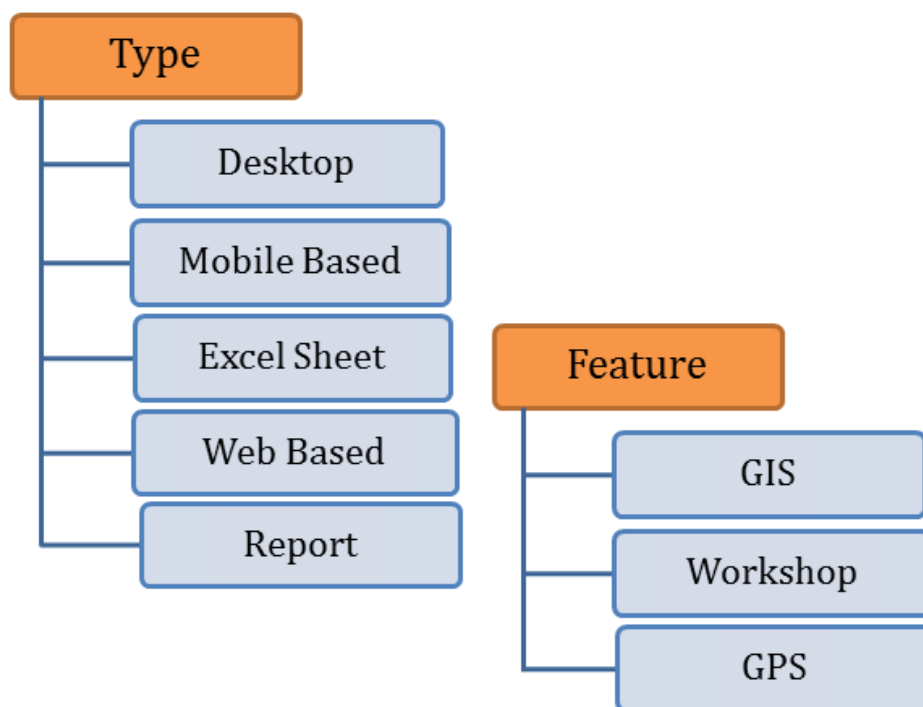 Type
Desktop
Mobile Based
Excel Sheet
Web Based
Report
Feature
GIS
Workshop
GPS